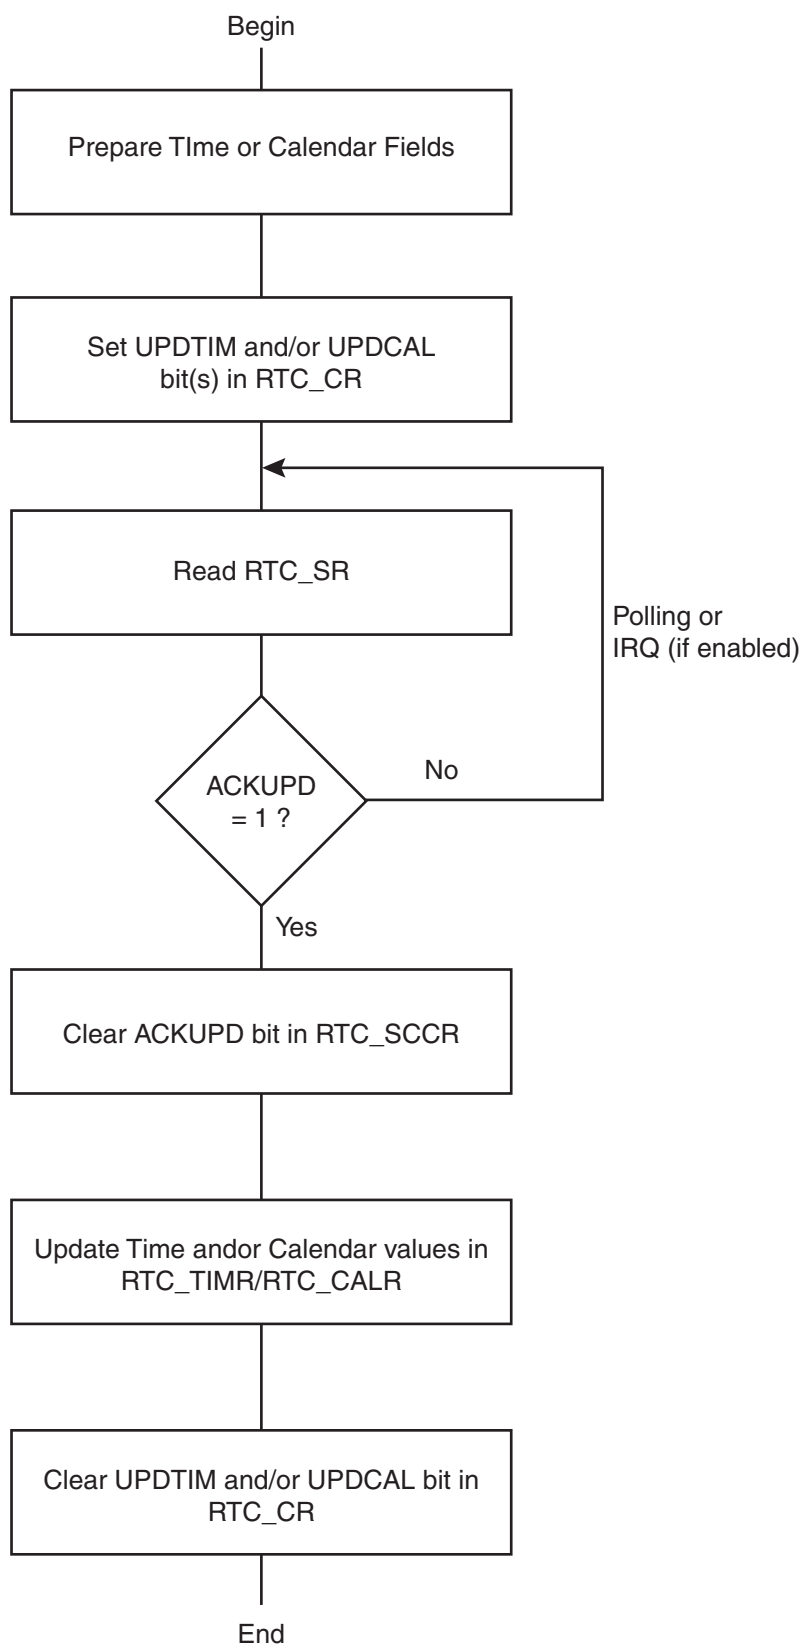 Begin
Prepare TIme or Calendar Fields
Set UPDTIM and/or UPDCAL
bit(s) in RTC_CR
Read RTC_SR
Polling or
IRQ (if enabled)
ACKUPD
= 1 ?
No
Yes
Clear ACKUPD bit in RTC_SCCR
Update Time andor Calendar values in
RTC_TIMR/RTC_CALR
Clear UPDTIM and/or UPDCAL bit in
RTC_CR
End